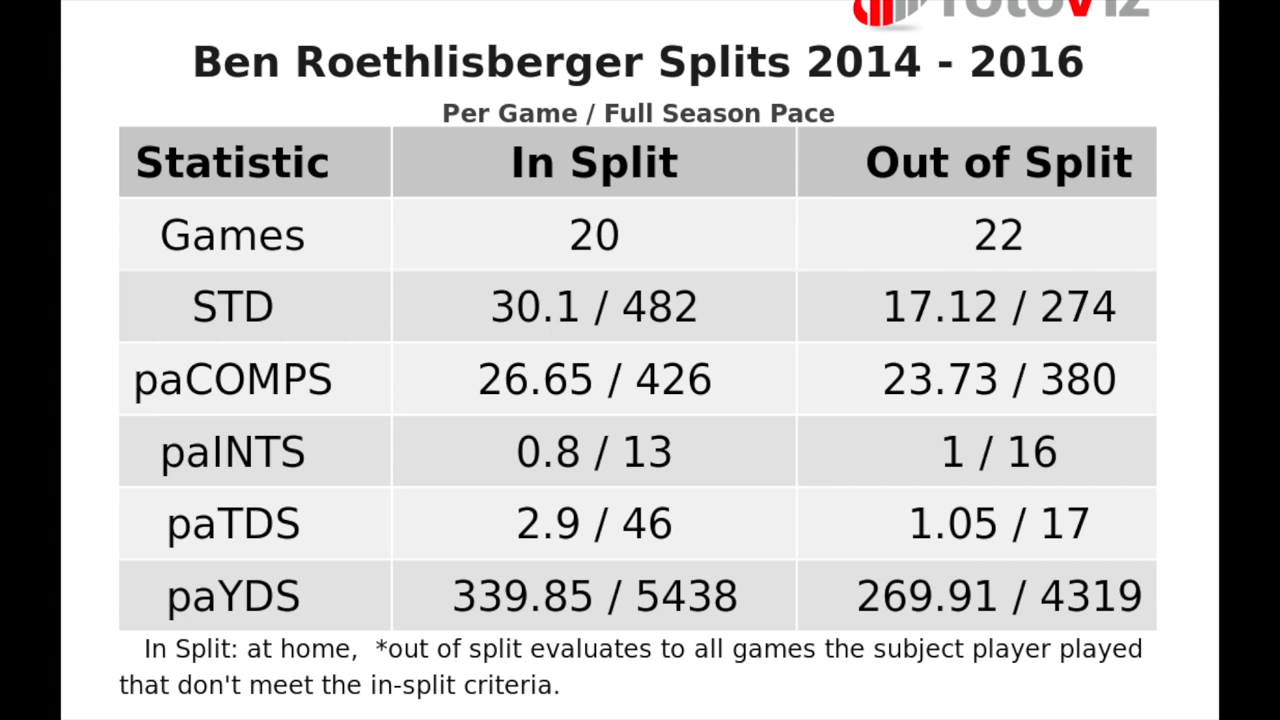 rotoviz
Ben Roethlisberger Splits 2014 - 2016
Per Game / Full Season Pace
Statistic In Split Out of Split
Games 20 22
STD 30.1 / 482 17.12 / 274
paCOMPS 26.65 / 426 23.73 / 380
paINTS 0.8 / 13 1 / 16
paTDS 2.9 / 46 1.05 / 17
paYDS 339.85 / 5438 269.91 / 4319
In Split: at home, *out of split evaluates to all games the subject player played
that don't meet the in-split criteria.